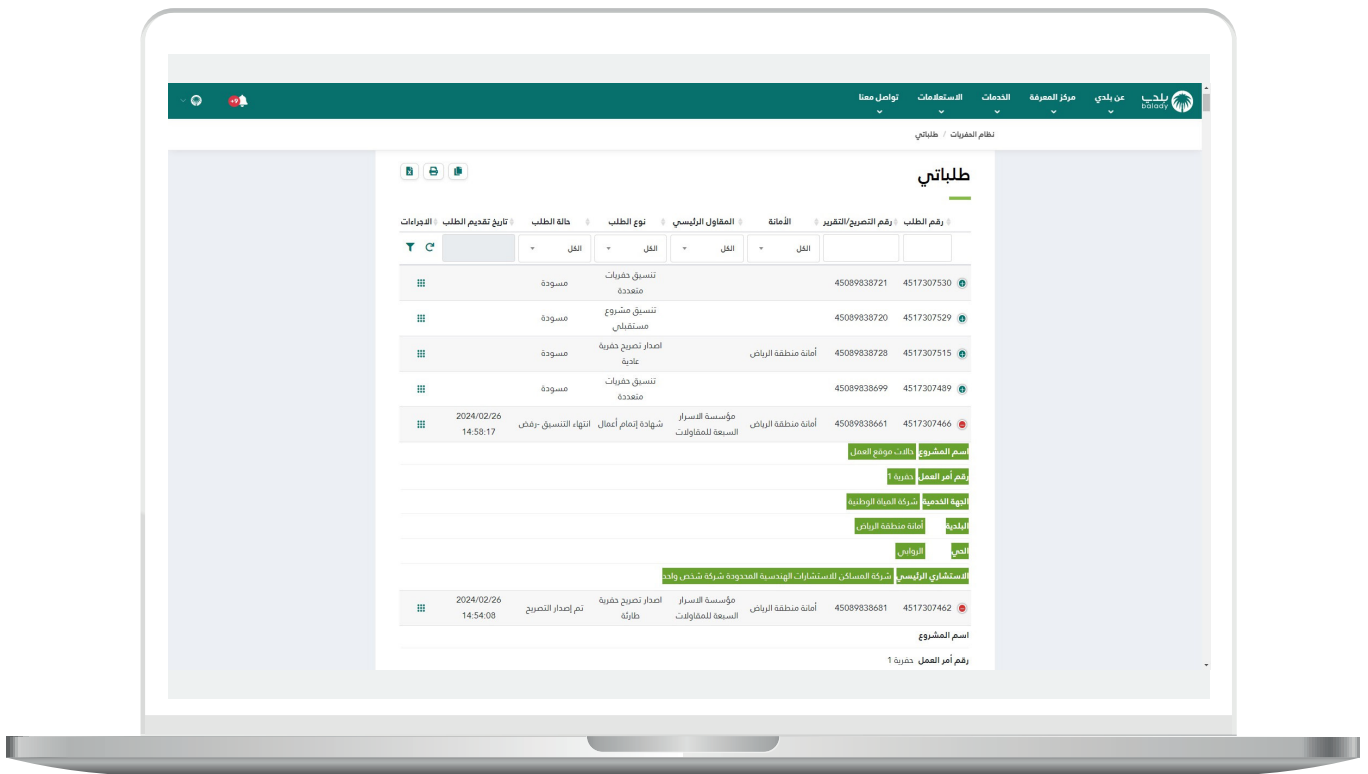 بلدي
balady
عن بلدي
مركز المعرفة
الخدمات
الاستعلامات
تواصل معنا
+9
نظام الحفريات / طلباتي
طلباتي
رقم الطلب رقم التصريح/التقرير الأمانة المقاول الرئيسي نوع الطلب حالة الطلب تاريخ تقديم الطلب الاجراءات
الكل الكل الكل الكل
4517307530 45089838721 تنسيق حفريات متعددة مسودة
4517307529 45089838720 تنسيق مشروع مستقبلي مسودة
4517307515 45089838728 أمانة منطقة الرياض اصدار تصريح حفرية عادية مسودة
4517307489 45089838699 تنسيق حفريات متعددة مسودة
4517307466 45089838661 أمانة منطقة الرياض مؤسسة الاسرار السبعة للمقاولات شهادة إتمام أعمال انتهاء التنسيق -رفض 2024/02/26 14:58:17
اسم المشروع حالات موقع العمل
رقم أمر العمل حفرية 1
الجهة الخدمية شركة المياة الوطنية
البلدية أمانة منطقة الرياض
الحي الروابي
الاستشاري الرئيسي شركة المساكن للاستشارات الهندسية المحدودة شركة شخص واحد
4517307462 45089838681 أمانة منطقة الرياض مؤسسة الاسرار السبعة للمقاولات اصدار تصريح حفرية طارئة تم إصدار التصريح 2024/02/26 14:54:08
اسم المشروع
رقم أمر العمل حفرية 1